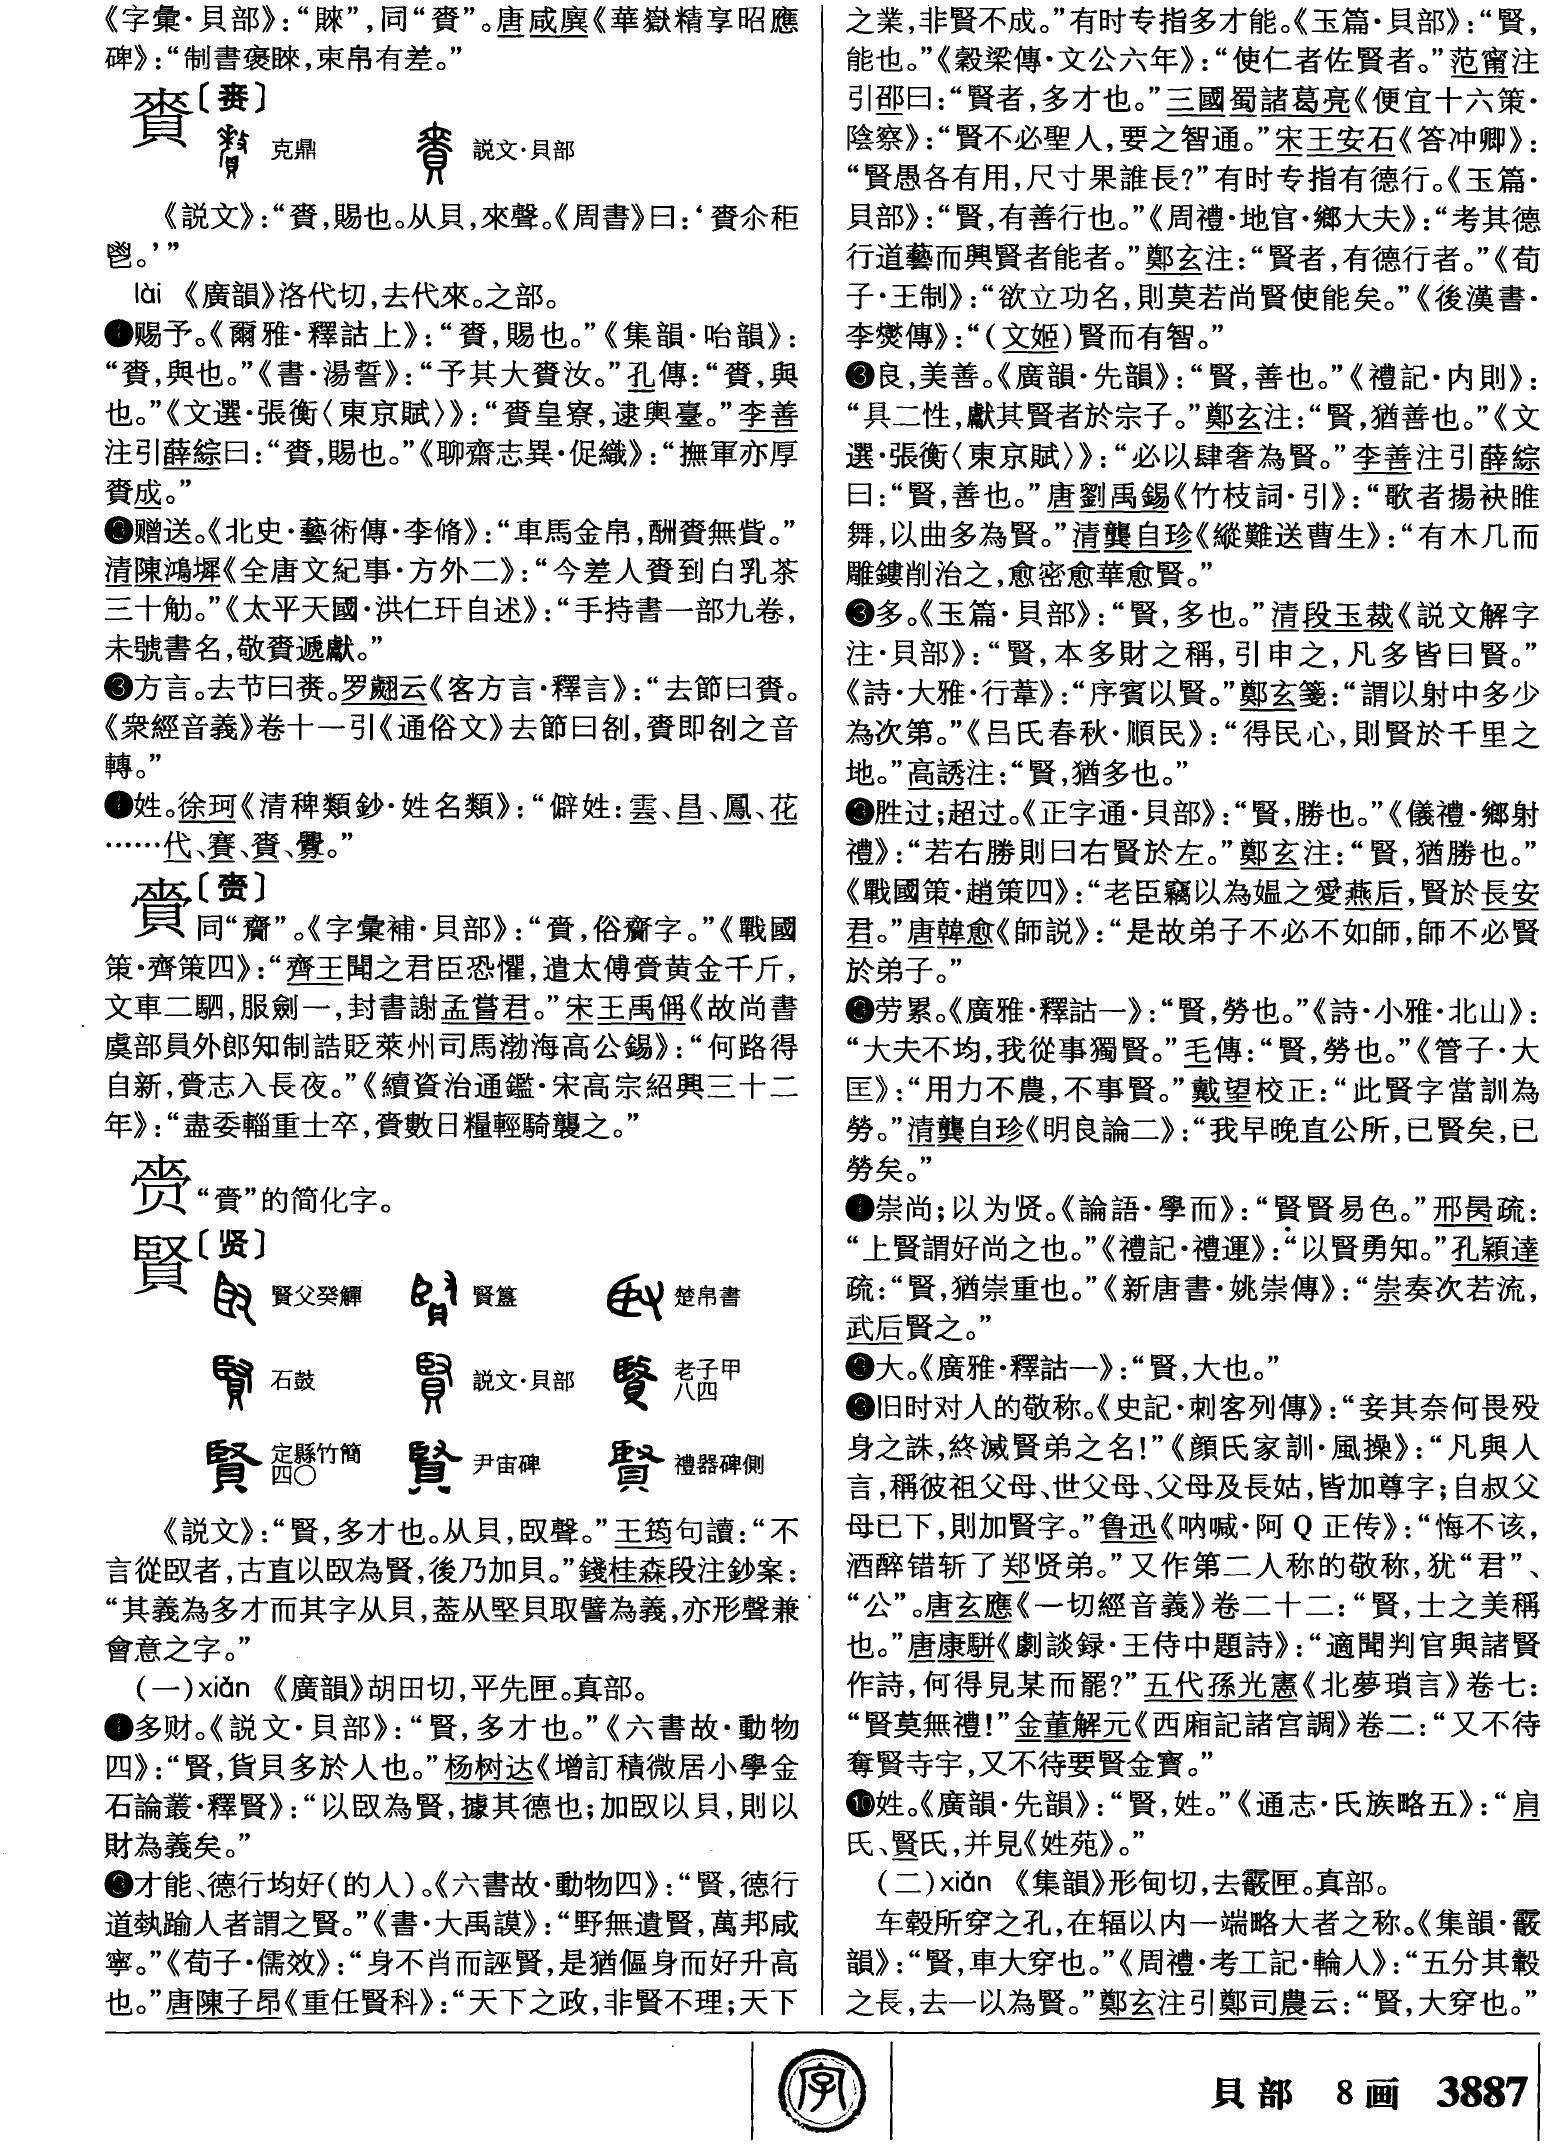 《字彙·貝部》：“睞”，同“賚”。唐咸廙《華嶽精享昭應
碑》：“制書褒睞，束帛有差。”
賚〔赉〕
克鼎 説文·貝部
《説文》：“賚，賜也。从貝，來聲。《周書》曰：‘賚尒秬
鬯。’”
lài 《廣韻》洛代切，去代來。之部。
❶赐予。《爾雅·釋詁上》：“賚，賜也。”《集韻·咍韻》：
“賚，與也。”《書·湯誓》：“予其大賚汝。”孔傳：“賚，與
也。”《文選·張衡〈東京賦〉》：“賚皇寮，逮輿臺。”李善
注引薛綜曰：“賚，賜也。”《聊齋志異·促織》：“撫軍亦厚
賚成。”
❷赠送。《北史·藝術傳·李脩》：“車馬金帛，酬賚無貲。”
清陳鴻墀《全唐文紀事·方外二》：“今差人賚到白乳茶
三十觔。”《太平天國·洪仁玕自述》：“手持書一部九卷，
未號書名，敬賚遞獻。”
❸方言。去节曰赉。罗翽云《客方言·釋言》：“去節曰賚。
《衆經音義》卷十一引《通俗文》去節曰剓，賚即剓之音
轉。”
❹姓。徐珂《清稗類鈔·姓名類》：“僻姓：雲、昌、鳳、花
……代、賽、賚、釁。”
賫〔赍〕
同“齎”。《字彙補·貝部》：“賫，俗齎字。”《戰國
策·齊策四》：“齊王聞之君臣恐懼，遣太傅賫黄金千斤，
文車二駟，服劍一，封書謝孟嘗君。”宋王禹偁《故尚書
虞部員外郎知制誥貶萊州司馬渤海高公錫》：“何路得
自新，賫志入長夜。”《續資治通鑑·宋高宗紹興三十二
年》：“盡委輜重士卒，賫數日糧輕騎襲之。”
赍 “賫”的简化字。
賢〔贤〕
賢父癸觶 賢簋 楚帛書
石鼓 説文·貝部 老子甲八四
定縣竹簡四〇 尹宙碑 禮器碑側
《説文》：“賢，多才也。从貝，臤聲。”王筠句讀：“不
言從臤者，古直以臤為賢，後乃加貝。”錢桂森段注鈔案：
“其義為多才而其字从貝，葢从堅貝取譬為義，亦形聲兼
會意之字。”
（一）xián 《廣韻》胡田切，平先匣。真部。
❶多财。《説文·貝部》：“賢，多才也。”《六書故·動物
四》：“賢，貨貝多於人也。”杨树达《增訂積微居小學金
石論叢·釋賢》：“以臤為賢，據其德也；加臤以貝，則以
財為義矣。”
❷才能、德行均好（的人）。《六書故·動物四》：“賢，德行
道埶踰人者謂之賢。”《書·大禹謨》：“野無遺賢，萬邦咸
寧。”《荀子·儒效》：“身不肖而誣賢，是猶傴身而好升高
也。”唐陳子昂《重任賢科》：“天下之政，非賢不理；天下
之業，非賢不成。”有时专指多才能。《玉篇·貝部》：“賢，
能也。”《穀梁傳·文公六年》：“使仁者佐賢者。”范甯注
引邵曰：“賢者，多才也。”三國蜀諸葛亮《便宜十六策·
陰察》：“賢不必聖人，要之智通。”宋王安石《答冲卿》：
“賢愚各有用，尺寸果誰長？”有时专指有德行。《玉篇·
貝部》：“賢，有善行也。”《周禮·地官·鄉大夫》：“考其德
行道藝而興賢者能者。”鄭玄注：“賢者，有德行者。”《荀
子·王制》：“欲立功名，則莫若尚賢使能矣。”《後漢書·
李燮傳》：“（文姬）賢而有智。”
❸良，美善。《廣韻·先韻》：“賢，善也。”《禮記·内則》：
“具二牲，獻其賢者於宗子。”鄭玄注：“賢，猶善也。”《文
選·張衡〈東京賦〉》：“必以肆奢為賢。”李善注引薛綜
曰：“賢，善也。”唐劉禹錫《竹枝詞·引》：“歌者揚袂睢
舞，以曲多為賢。”清龔自珍《縱難送曹生》：“有木几而
雕鏤削治之，愈密愈華愈賢。”
❹多。《玉篇·貝部》：“賢，多也。”清段玉裁《説文解字
注·貝部》：“賢，本多財之稱，引申之，凡多皆曰賢。”
《詩·大雅·行葦》：“序賓以賢。”鄭玄箋：“謂以射中多少
為次第。”《吕氏春秋·順民》：“得民心，則賢於千里之
地。”高誘注：“賢，猶多也。”
❺胜过；超过。《正字通·貝部》：“賢，勝也。”《儀禮·鄉射
禮》：“若右勝則曰右賢於左。”鄭玄注：“賢，猶勝也。”
《戰國策·趙策四》：“老臣竊以為媪之愛燕后，賢於長安
君。”唐韓愈《師説》：“是故弟子不必不如師，師不必賢
於弟子。”
❻劳累。《廣雅·釋詁一》：“賢，勞也。”《詩·小雅·北山》：
“大夫不均，我從事獨賢。”毛傳：“賢，勞也。”《管子·大
匡》：“用力不農，不事賢。”戴望校正：“此賢字當訓為
勞。”清龔自珍《明良論二》：“我早晚直公所，已賢矣，已
勞矣。”
❼崇尚；以为贤。《論語·學而》：“賢賢易色。”邢昺疏：
“上賢謂好尚之也。”《禮記·禮運》：“以賢勇知。”孔穎達
疏：“賢，猶崇重也。”《新唐書·姚崇傳》：“崇奏次若流，
武后賢之。”
❽大。《廣雅·釋詁一》：“賢，大也。”
❾旧时对人的敬称。《史記·刺客列傳》：“妾其奈何畏殁
身之誅，終滅賢弟之名！”《顔氏家訓·風操》：“凡與人
言，稱彼祖父母、世父母、父母及長姑，皆加尊字；自叔父
母已下，則加賢字。”鲁迅《呐喊·阿Q正传》：“悔不该，
酒醉错斩了郑贤弟。”又作第二人称的敬称，犹“君”、
“公”。唐玄應《一切經音義》卷二十二：“賢，士之美稱
也。”唐康駢《劇談録·王侍中題詩》：“適聞判官與諸賢
作詩，何得見某而罷？”五代孫光憲《北夢瑣言》卷七：
“賢莫無禮！”金董解元《西廂記諸宫調》卷二：“又不待
奪賢寺宇，又不待要賢金寶。”
❿姓。《廣韻·先韻》：“賢，姓。”《通志·氏族略五》：“肩
氏、賢氏，并見《姓苑》。”
（二）xiàn 《集韻》形甸切，去霰匣。真部。
车毂所穿之孔，在辐以内一端略大者之称。《集韻·霰
韻》：“賢，車大穿也。”《周禮·考工記·輪人》：“五分其轂
之長，去一以為賢。”鄭玄注引鄭司農云：“賢，大穿也。”
字
貝部 8画 3887